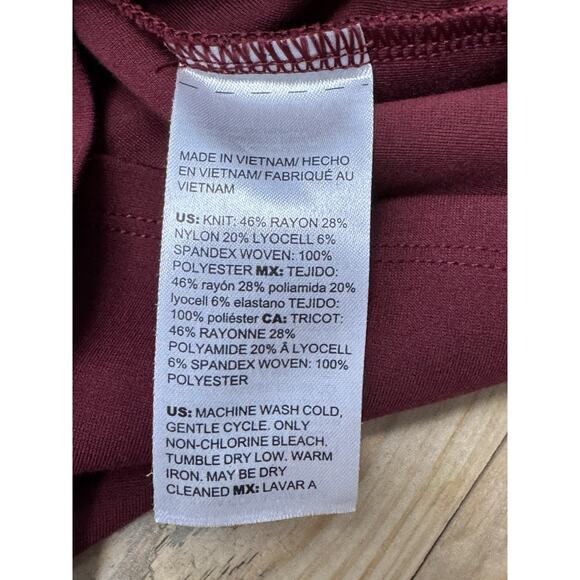 MADE IN VIETNAM/ HECHO
EN VIETNAM/ FABRIQUÉ AU
VIETNAM
US: KNIT: 46% RAYON 28%
NYLON 20% LYOCELL 6%
SPANDEX WOVEN: 100%
POLYESTER MX: TEJIDO:
46% rayón 28% poliamida 20%
lyocell 6% elastano TEJIDO:
100% poliéster CA: TRICOT:
46% RAYONNE 28%
POLYAMIDE 20% Â LYOCELL
6% SPANDEX WOVEN: 100%
POLYESTER
US: MACHINE WASH COLD,
GENTLE CYCLE. ONLY
NON-CHLORINE BLEACH.
TUMBLE DRY LOW. WARM
IRON. MAY BE DRY
CLEANED MX: LAVAR A